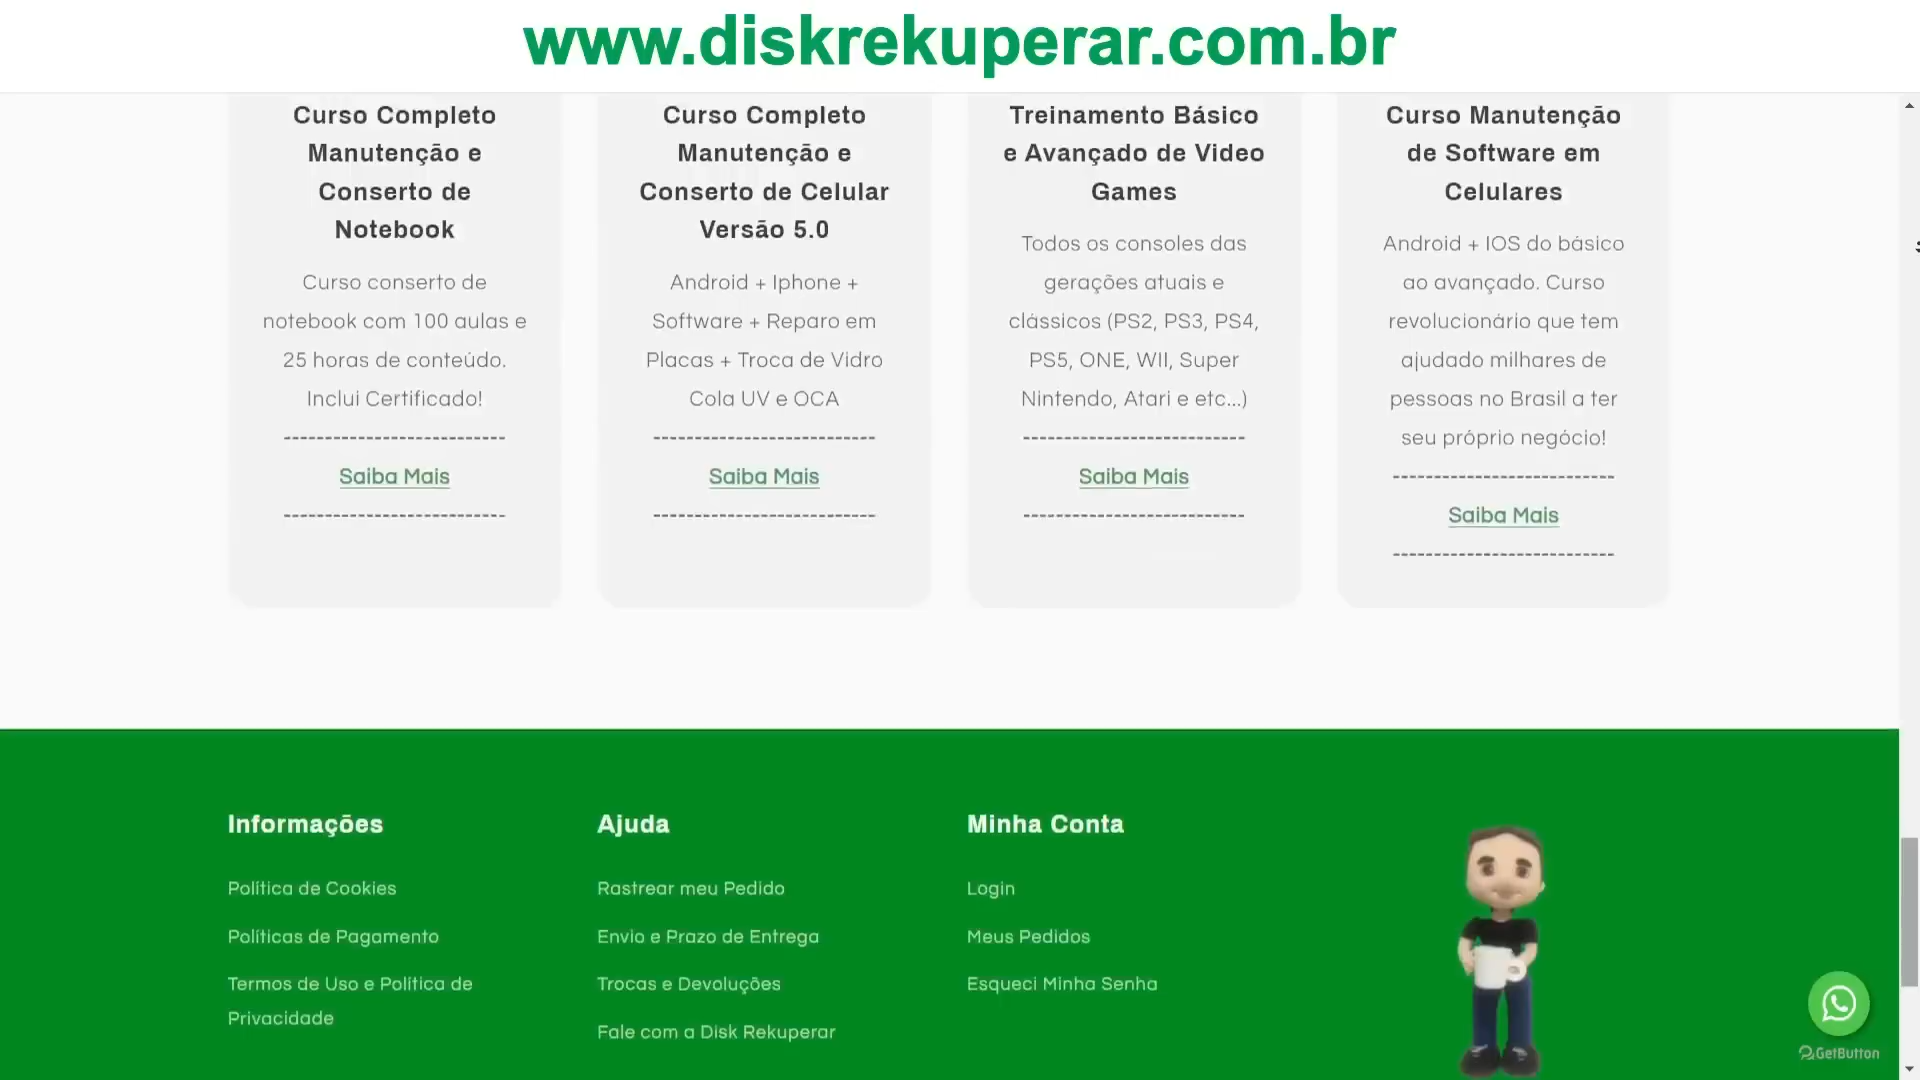 www.diskrekuperar.com.br
Curso Completo
Manutenção e
Conserto de
Notebook
Curso conserto de
notebook com 100 aulas e
25 horas de conteúdo.
Inclui Certificado!
---------------------------
Saiba Mais
---------------------------
Curso Completo
Manutenção e
Conserto de Celular
Versão 5.0
Android + Iphone +
Software + Reparo em
Placas + Troca de Vidro
Cola UV e OCA
---------------------------
Saiba Mais
---------------------------
Treinamento Básico
e Avançado de Video
Games
Todos os consoles das
gerações atuais e
clássicos (PS2, PS3, PS4,
PS5, ONE, WII, Super
Nintendo, Atari e etc...)
---------------------------
Saiba Mais
---------------------------
Curso Manutenção
de Software em
Celulares
Android + IOS do básico
ao avançado. Curso
revolucionário que tem
ajudado milhares de
pessoas no Brasil a ter
seu próprio negócio!
---------------------------
Saiba Mais
---------------------------
Informações
Política de Cookies
Políticas de Pagamento
Termos de Uso e Política de
Privacidade
Ajuda
Rastrear meu Pedido
Envio e Prazo de Entrega
Trocas e Devoluções
Fale com a Disk Rekuperar
Minha Conta
Login
Meus Pedidos
Esqueci Minha Senha
GetButton